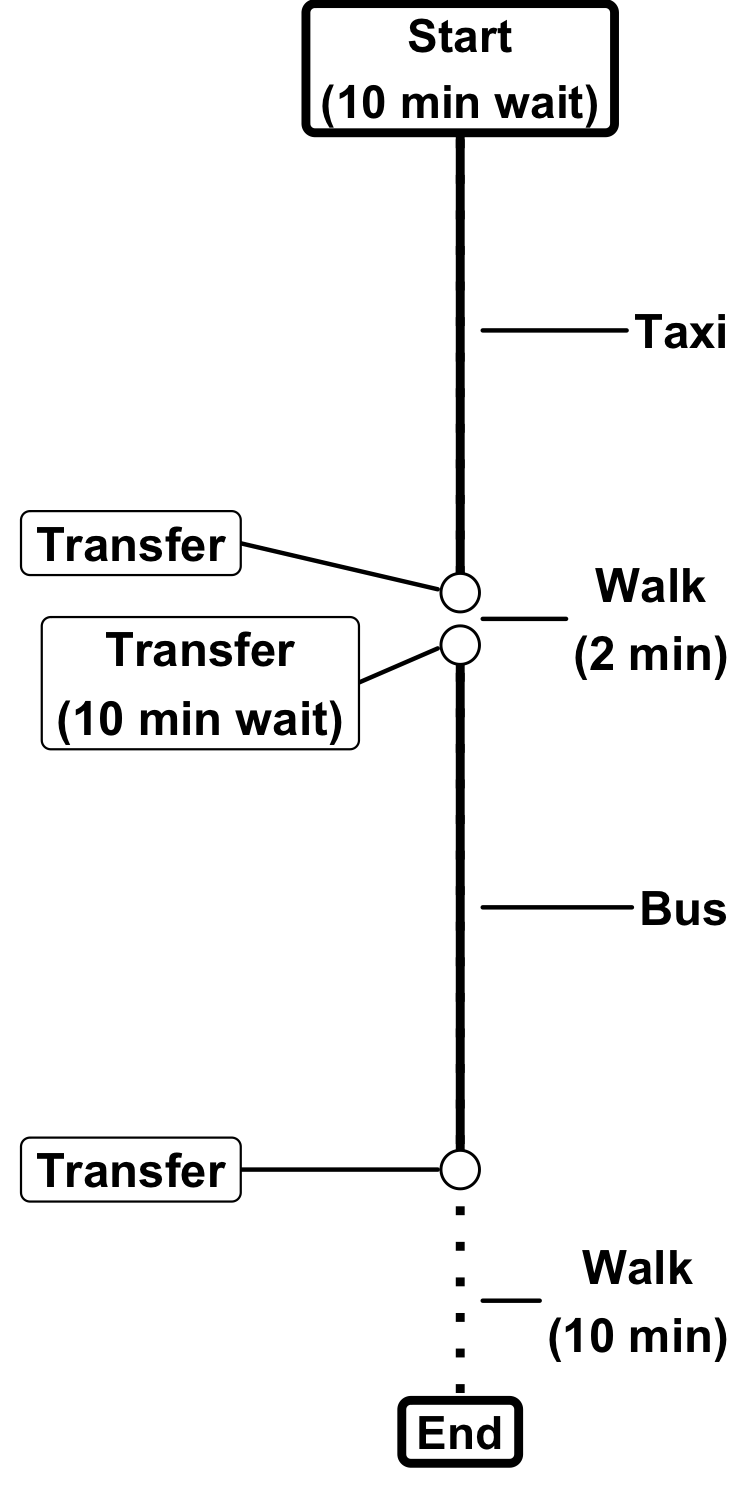 Start
(10 min wait)
Taxi
Transfer
Walk
(2 min)
Transfer
(10 min wait)
Bus
Transfer
Walk
(10 min)
End